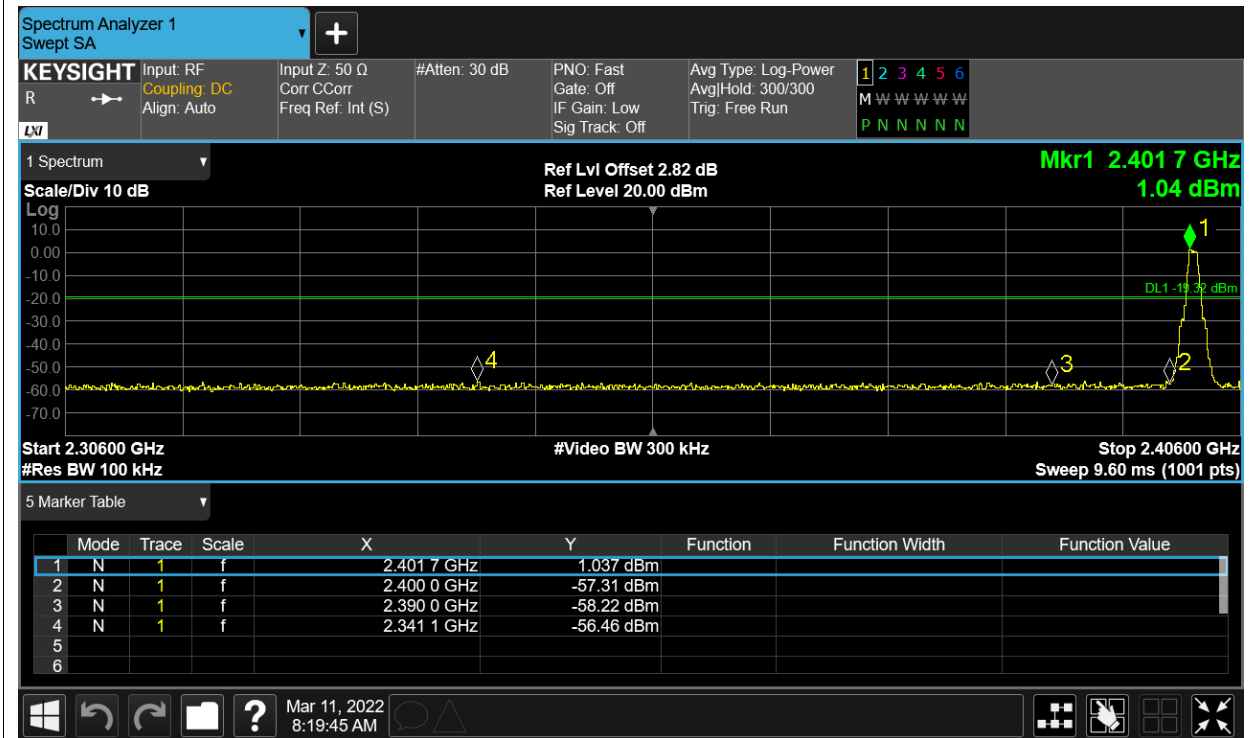 Spectrum Analyzer 1
Swept SA
KEYSIGHT
R
LXI
Input: RF
Coupling: DC
Align: Auto
Input Z: 50 Ω
Corr CCorr
Freq Ref: Int (S)
#Atten: 30 dB
PNO: Fast
Gate: Off
IF Gain: Low
Sig Track: Off
Avg Type: Log-Power
Avg|Hold: 300/300
Trig: Free Run
1 2 3 4 5 6
M W W W W W
P N N N N N
1 Spectrum
Scale/Div 10 dB
Ref Lvl Offset 2.82 dB
Ref Level 20.00 dBm
Mkr1 2.401 7 GHz
1.04 dBm
Log
10.0
0.00
-10.0
-20.0
-30.0
-40.0
-50.0
-60.0
-70.0
1
DL1 -19.32 dBm
4
3
2
Start 2.30600 GHz
#Res BW 100 kHz
#Video BW 300 kHz
Stop 2.40600 GHz
Sweep 9.60 ms (1001 pts)
5 Marker Table
Mode Trace Scale X Y Function Function Width Function Value
1 N 1 f 2.401 7 GHz 1.037 dBm
2 N 1 f 2.400 0 GHz -57.31 dBm
3 N 1 f 2.390 0 GHz -58.22 dBm
4 N 1 f 2.341 1 GHz -56.46 dBm
5
6
?
Mar 11, 2022
8:19:45 AM